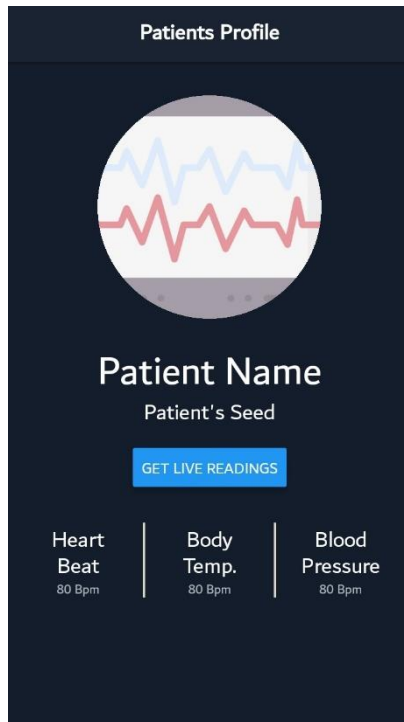 Patients Profile
Patient Name
Patient's Seed
GET LIVE READINGS
Heart
Beat
80 Bpm
Body
Temp.
80 Bpm
Blood
Pressure
80 Bpm